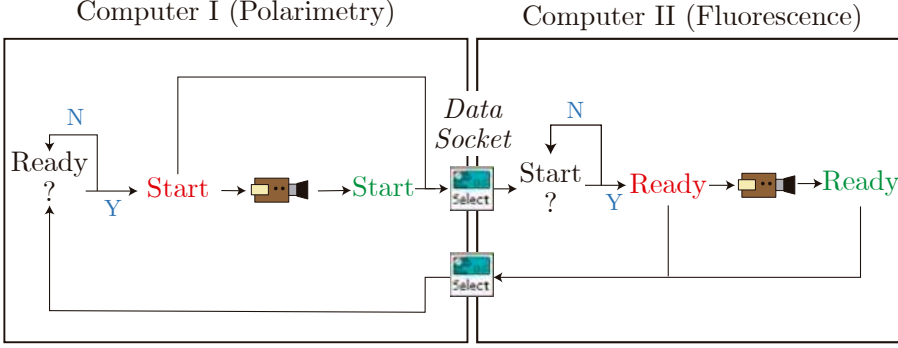 Computer I (Polarimetry)
Computer II (Fluorescence)
Data
Socket
N
N
Ready
?
Start
?
Y
Start
Start
Select
Y
Ready
Ready
Select